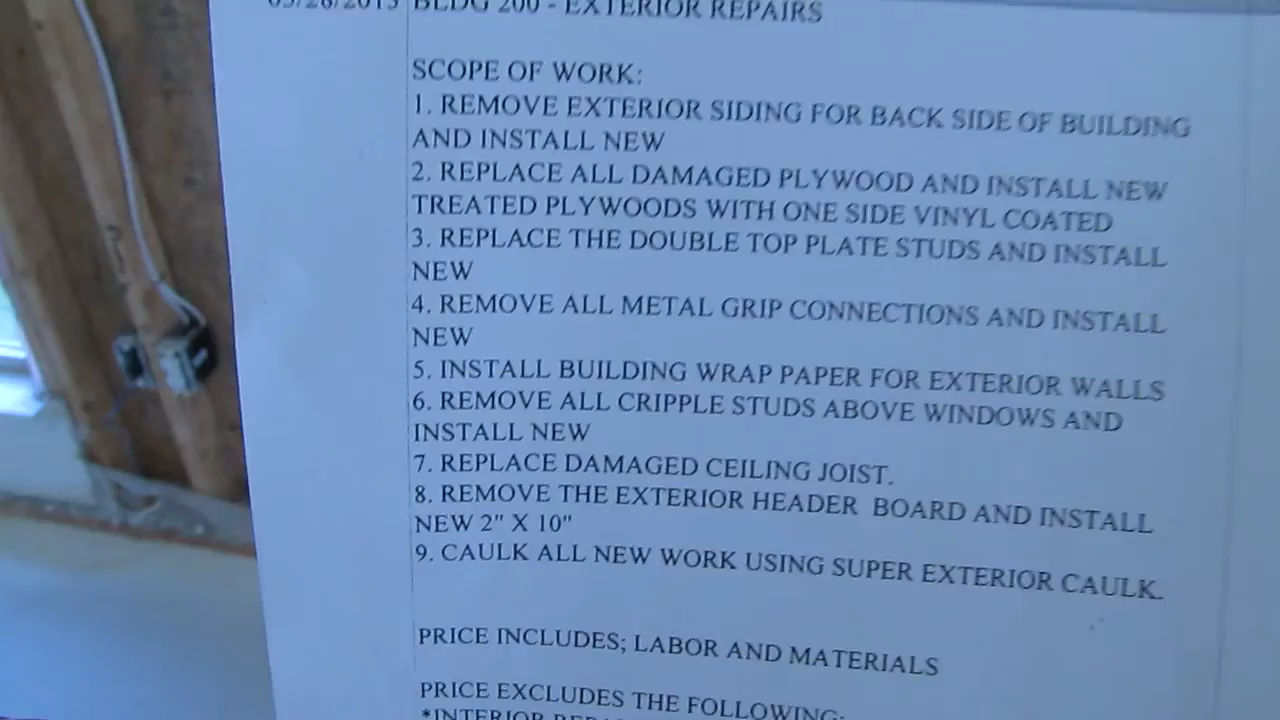 05/28/2013 BLDG 200 - EXTERIOR REPAIRS
SCOPE OF WORK:
1. REMOVE EXTERIOR SIDING FOR BACK SIDE OF BUILDING
AND INSTALL NEW
2. REPLACE ALL DAMAGED PLYWOOD AND INSTALL NEW
TREATED PLYWOODS WITH ONE SIDE VINYL COATED
3. REPLACE THE DOUBLE TOP PLATE STUDS AND INSTALL
NEW
4. REMOVE ALL METAL GRIP CONNECTIONS AND INSTALL
NEW
5. INSTALL BUILDING WRAP PAPER FOR EXTERIOR WALLS
6. REMOVE ALL CRIPPLE STUDS ABOVE WINDOWS AND
INSTALL NEW
7. REPLACE DAMAGED CEILING JOIST.
8. REMOVE THE EXTERIOR HEADER BOARD AND INSTALL
NEW 2" X 10"
9. CAULK ALL NEW WORK USING SUPER EXTERIOR CAULK.
PRICE INCLUDES; LABOR AND MATERIALS
PRICE EXCLUDES THE FOLLOWING:
*INTERIOR